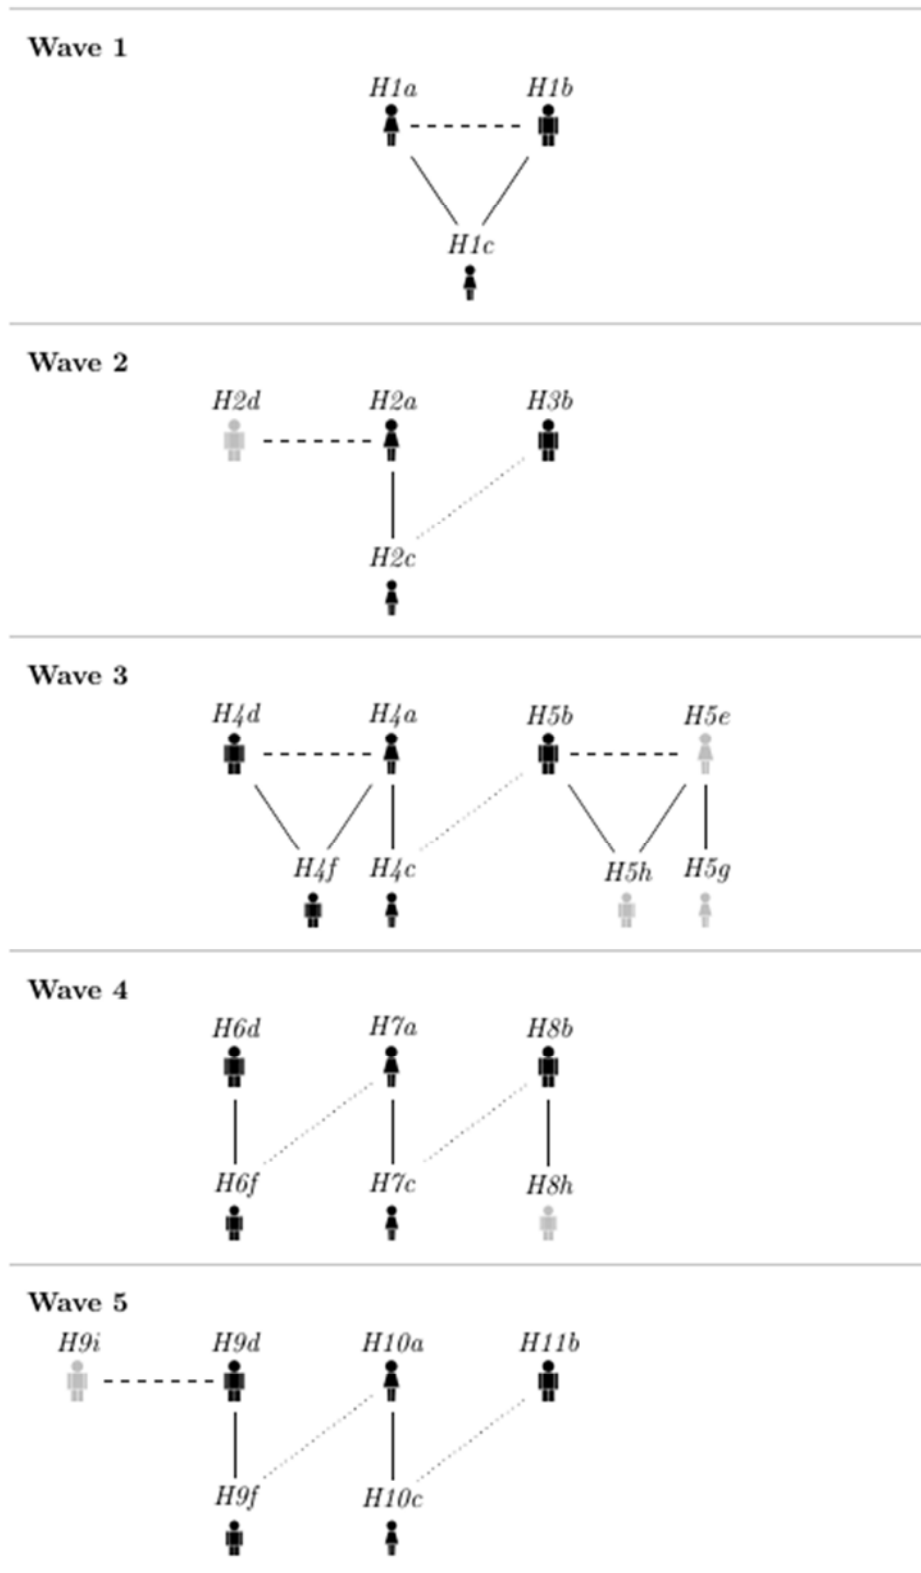 Wave 1
H1a H1b
H1c
Wave 2
H2d H2a H3b
H2c
Wave 3
H4d H4a H5b H5e
H4f H4c H5h H5g
Wave 4
H6d H7a H8b
H6f H7c H8h
Wave 5
H9i H9d H10a H11b
H9f H10c